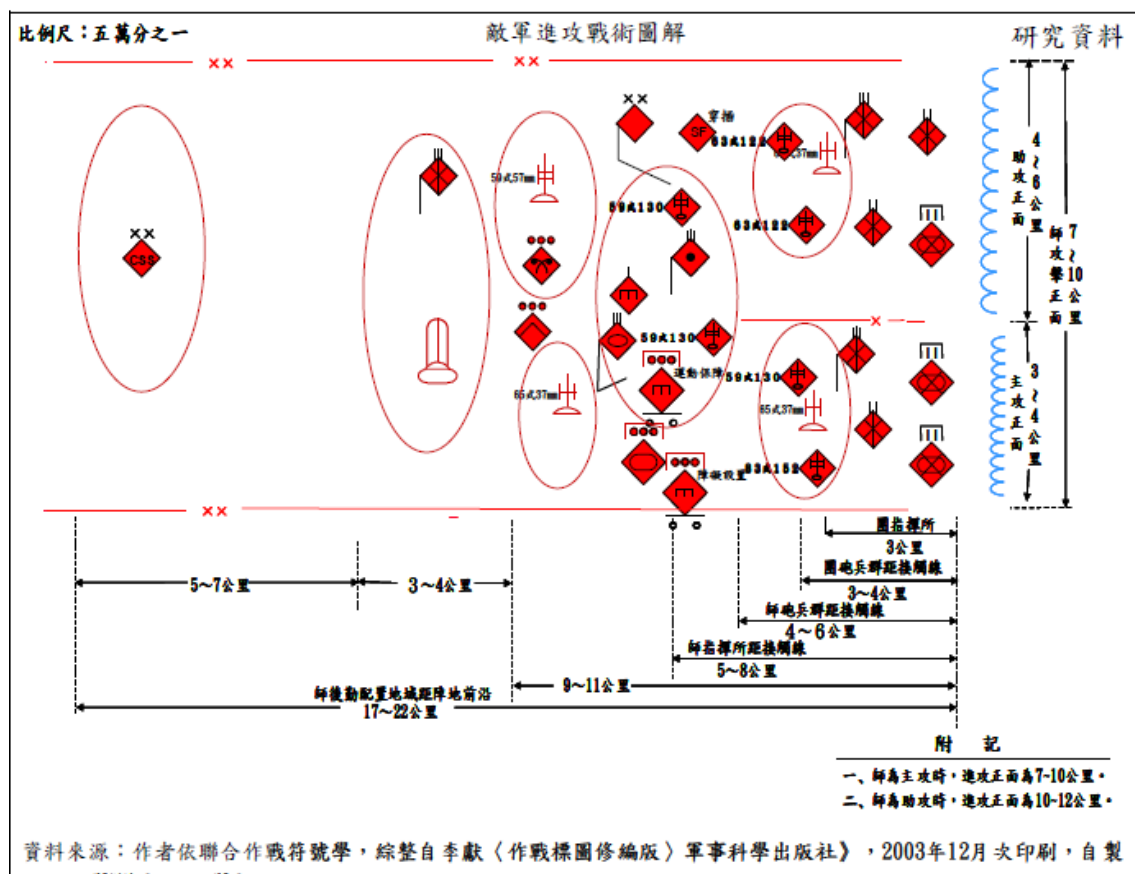 比例尺：五萬分之一
敵軍進攻戰術圖解
研究資料
××
××
××
穿插
SF
63式122
37mm
59式57mm
59式130
63式122
××
CSS
×
59式130
59式130
運動保障
65式37mm
65式37mm
障礙設置
63式152
××
4~6公里
助攻正面
7~10公里
師攻擊正面
3~4公里
主攻正面
團指揮所
3公里
5~7公里
3~4公里
團砲兵群距接觸線
3~4公里
師砲兵群距接觸線
4~6公里
師指揮所距接觸線
5~8公里
9~11公里
師後勤配置地域距陣地前沿
17~22公里
附 記
一、師為主攻時，進攻正面為7~10公里。
二、師為助攻時，進攻正面為10~12公里。
資料來源：作者依聯合作戰符號學，綜整自李獻〈作戰標圖修編版〉軍事科學出版社》，2003年12月次印刷，自製